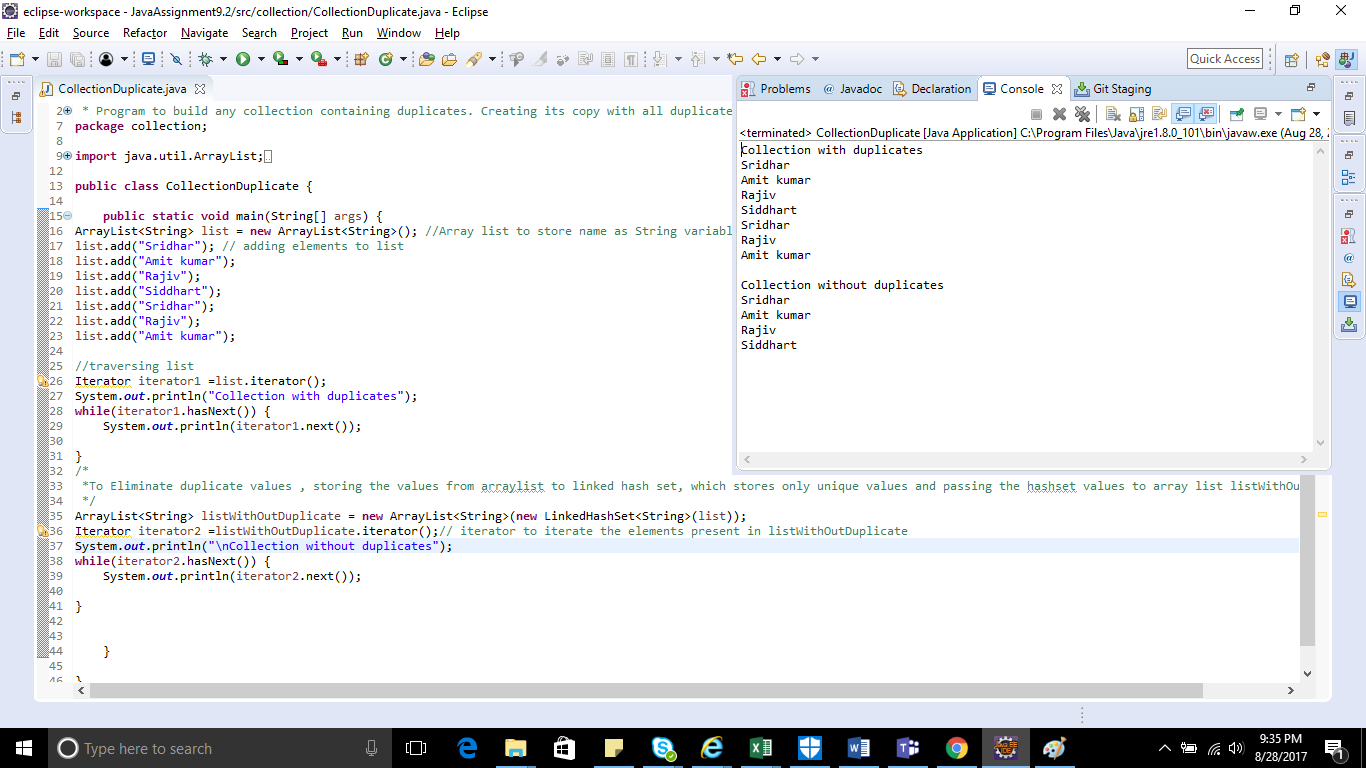 eclipse-workspace - JavaAssignment9.2/src/collection/CollectionDuplicate.java - Eclipse
File Edit Source Refactor Navigate Search Project Run Window Help
Quick Access
CollectionDuplicate.java
2 * Program to build any collection containing duplicates. Creating its copy with all duplicate
7 package collection;
8
9 import java.util.ArrayList;
12
13 public class CollectionDuplicate {
14
15 public static void main(String[] args) {
16 ArrayList<String> list = new ArrayList<String>(); //Array list to store name as String variabl
17 list.add("Sridhar"); // adding elements to list
18 list.add("Amit kumar");
19 list.add("Rajiv");
20 list.add("Siddhart");
21 list.add("Sridhar");
22 list.add("Rajiv");
23 list.add("Amit kumar");
24
25 //traversing list
26 Iterator iterator1 =list.iterator();
27 System.out.println("Collection with duplicates");
28 while(iterator1.hasNext()) {
29 System.out.println(iterator1.next());
30
31 }
32 /*
33 *To Eliminate duplicate values , storing the values from arraylist to linked hash set, which stores only unique values and passing the hashset values to array list listWithOu
34 */
35 ArrayList<String> listWithOutDuplicate = new ArrayList<String>(new LinkedHashSet<String>(list));
36 Iterator iterator2 =listWithOutDuplicate.iterator();// iterator to iterate the elements present in listWithOutDuplicate
37 System.out.println("\nCollection without duplicates");
38 while(iterator2.hasNext()) {
39 System.out.println(iterator2.next());
40
41 }
42
43
44 }
45
46 }
Problems @ Javadoc Declaration Console Git Staging
<terminated> CollectionDuplicate [Java Application] C:\Program Files\Java\jre1.8.0_101\bin\javaw.exe (Aug 28, 2
Collection with duplicates
Sridhar
Amit kumar
Rajiv
Siddhart
Sridhar
Rajiv
Amit kumar

Collection without duplicates
Sridhar
Amit kumar
Rajiv
Siddhart
Type here to search
9:35 PM
8/28/2017
1